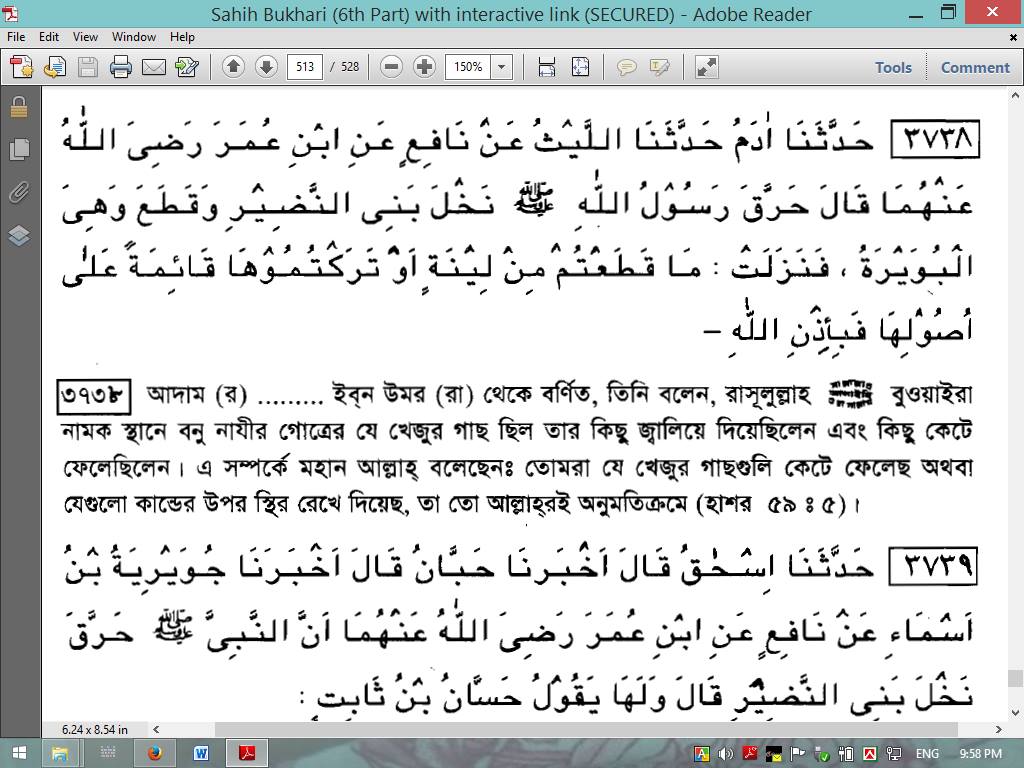 Sahih Bukhari (6th Part) with interactive link (SECURED) - Adobe Reader
File Edit View Window Help
513 / 528 150% Tools Comment
٣٧٣٨ حَدَّثَنَا اٰدَمُ حَدَّثَنَا اللَّيْثُ عَنْ نَافِعٍ عَنِ ابْنِ عُمَرَ رَضِىَ اللّٰهُ
عَنْهُمَا قَالَ حَرَّقَ رَسُوْلُ اللّٰهِ ﷺ نَخْلَ بَنِى النَّضِيْرِ وَقَطَعَ وَهِىَ
الْبُوَيْرَةُ ، فَنَزَلَتْ : مَا قَطَعْتُمْ مِنْ لِيْنَةٍ اَوْ تَرَكْتُمُوْهَا قَائِمَةً عَلٰى
اُصُوْلِهَا فَبِاِذْنِ اللّٰهِ –
৩৭৩৮ আদাম (র) ......... ইব্ন উমর (রা) থেকে বর্ণিত, তিনি বলেন, রাসূলুল্লাহ বুওয়াইরা
নামক স্থানে বনু নাযীর গোত্রের যে খেজুর গাছ ছিল তার কিছু জ্বালিয়ে দিয়েছিলেন এবং কিছু কেটে
ফেলেছিলেন। এ সম্পর্কে মহান আল্লাহ্ বলেছেনঃ তোমরা যে খেজুর গাছগুলি কেটে ফেলেছ অথবা
যেগুলো কান্ডের উপর স্থির রেখে দিয়েছ, তা তো আল্লাহ্‌রই অনুমতিক্রমে (হাশর ৫৯ ঃ ৫)।
٣٧٣٩ حَدَّثَنَا اِسْحٰقُ قَالَ اَخْبَرَنَا حَبَّانُ قَالَ اَخْبَرَنَا جُوَيْرِيَةُ بْنُ
اَسْمَاءِ عَنْ نَافِعٍ عَنِ ابْنِ عُمَرَ رَضِىَ اللّٰهُ عَنْهُمَا اَنَّ النَّبِىَّ ﷺ حَرَّقَ
نَخْلَ بَنِى النَّضِيْرِ قَالَ وَلَهَا يَقُوْلُ حَسَّانُ بْنُ ثَابِتٍ :
6.24 x 8.54 in
ENG 9:58 PM